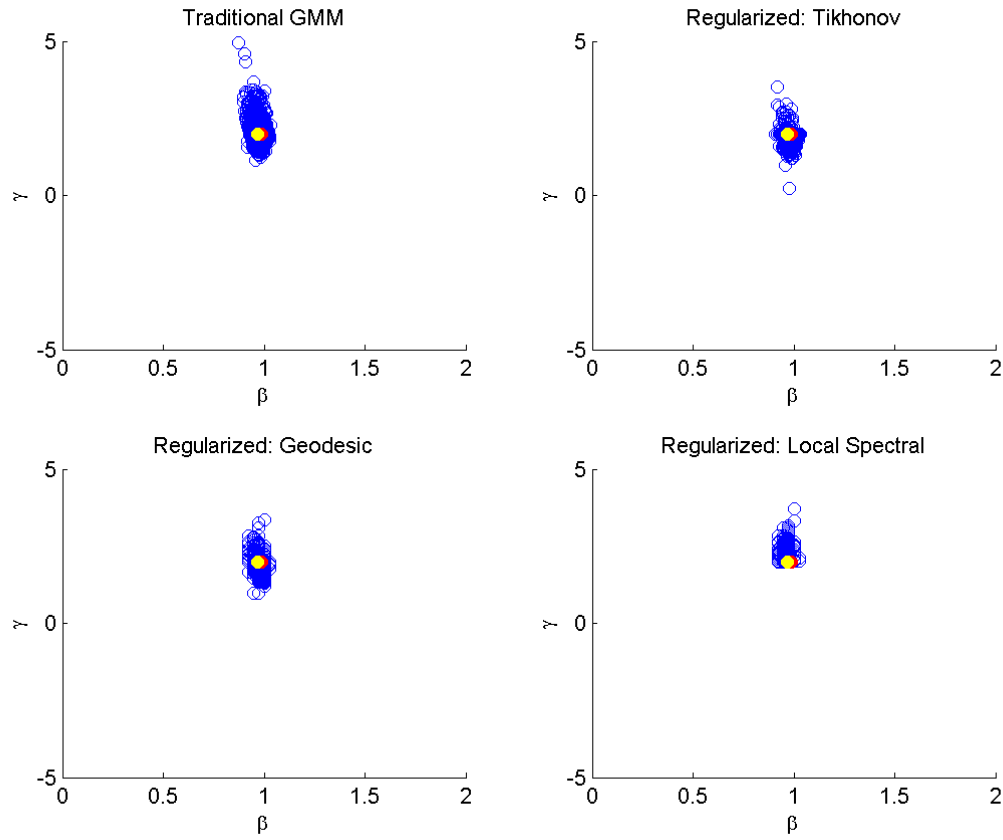 Traditional GMM
5
0
-5
γ
0 0.5 1 1.5 2
β
Regularized: Tikhonov
5
0
-5
γ
0 0.5 1 1.5 2
β
Regularized: Geodesic
5
0
-5
γ
0 0.5 1 1.5 2
β
Regularized: Local Spectral
5
0
-5
γ
0 0.5 1 1.5 2
β